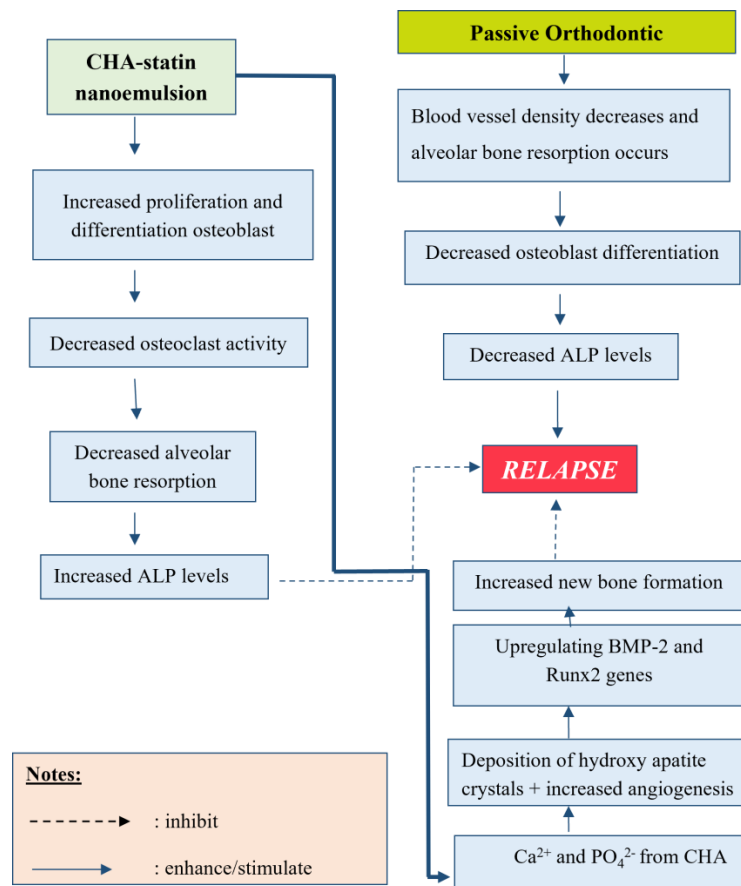 CHA-statin
nanoemulsion
Increased proliferation and
differentiation osteoblast
Decreased osteoclast activity
Decreased alveolar
bone resorption
Increased ALP levels
Passive Orthodontic
Blood vessel density decreases and
alveolar bone resorption occurs
Decreased osteoblast differentiation
Decreased ALP levels
RELAPSE
Increased new bone formation
Upregulating BMP-2 and
Runx2 genes
Deposition of hydroxy apatite
crystals + increased angiogenesis
Ca²⁺ and PO₄²⁻ from CHA
Notes:
: inhibit
: enhance/stimulate